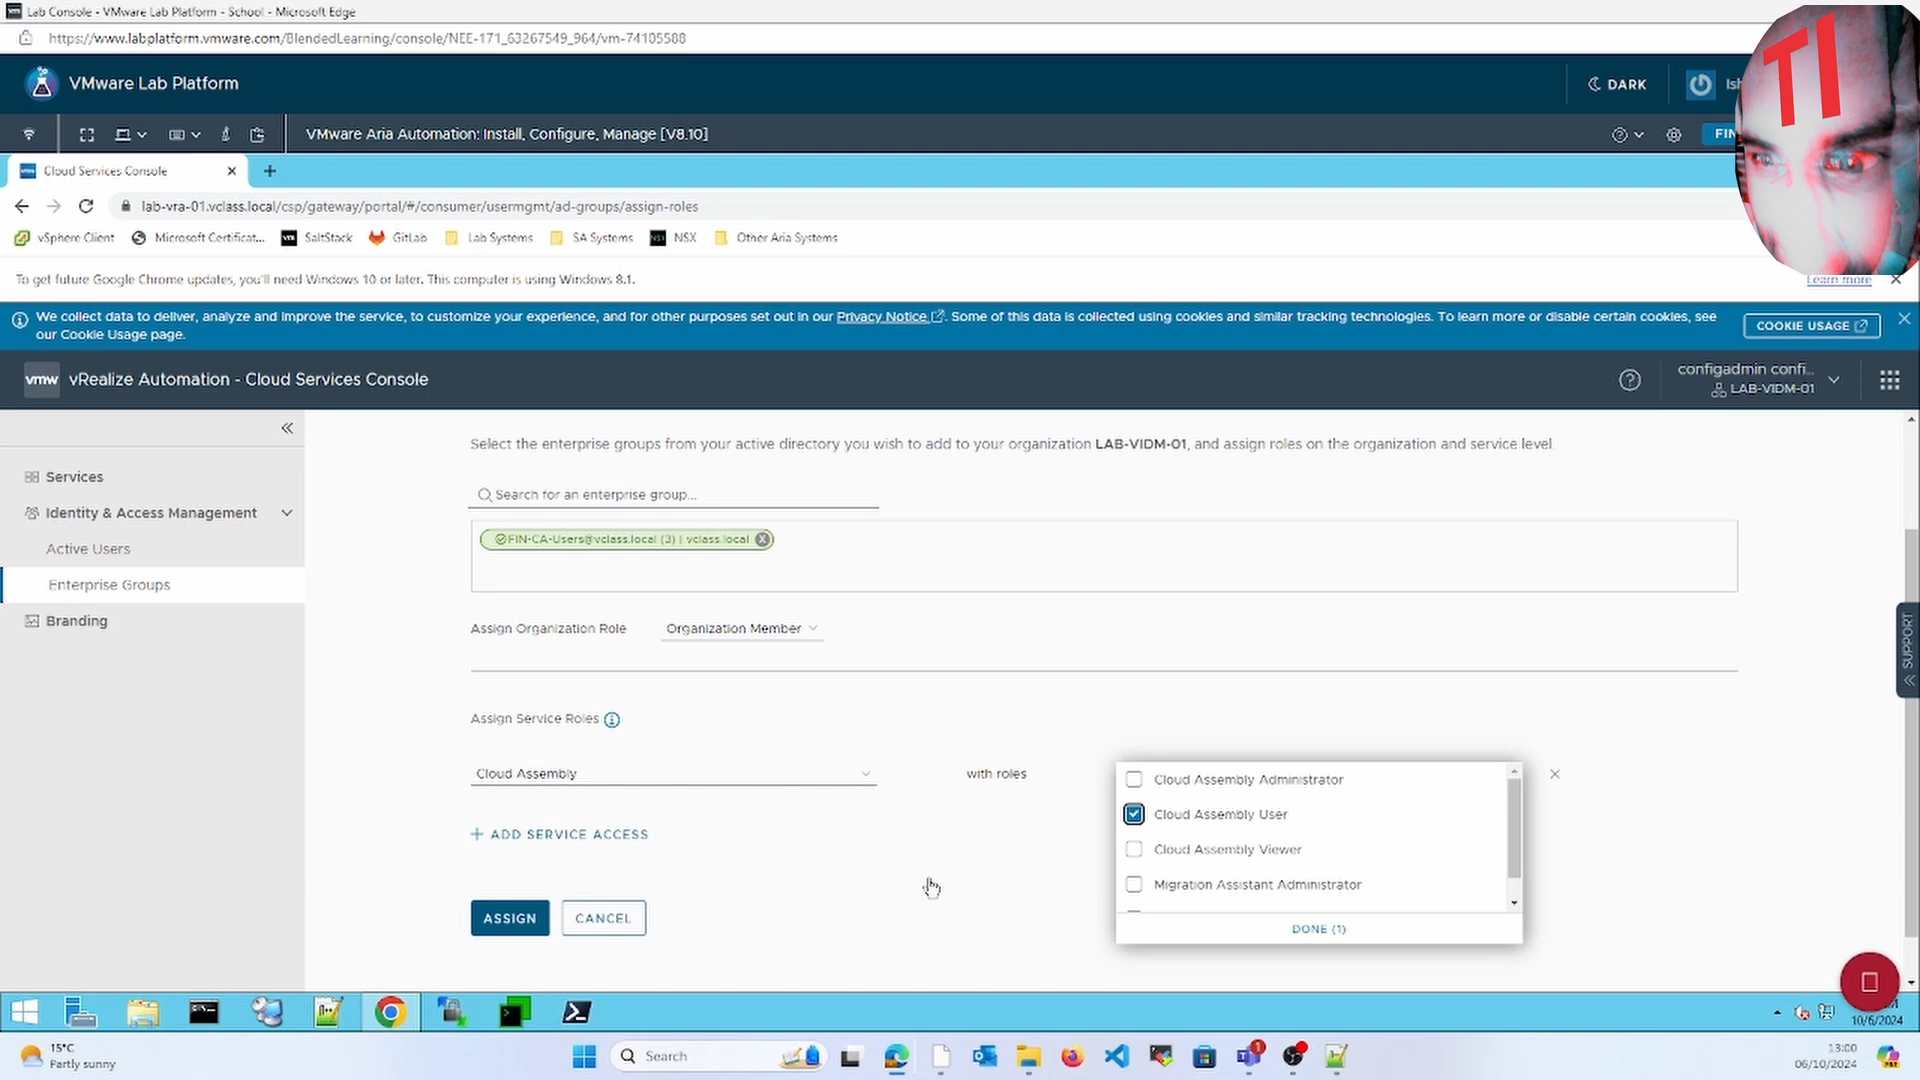 Lab Console - VMware Lab Platform - School - Microsoft Edge
https://www.labplatform.vmware.com/BlendedLearning/console/NEE-171_63267549_964/vm-74105588
VMware Lab Platform
DARK
TI
VMware Aria Automation: Install, Configure, Manage [V8.10]
Cloud Services Console
lab-vra-01.vclass.local/csp/gateway/portal/#/consumer/usermgmt/ad-groups/assign-roles
vSphere Client
Microsoft Certificat...
SaltStack
GitLab
Lab Systems
SA Systems
NSX
Other Aria Systems
To get future Google Chrome updates, you'll need Windows 10 or later. This computer is using Windows 8.1.
Learn more
We collect data to deliver, analyze and improve the service, to customize your experience, and for other purposes set out in our Privacy Notice. Some of this data is collected using cookies and similar tracking technologies. To learn more or disable certain cookies, see
our Cookie Usage page.
COOKIE USAGE
vmw vRealize Automation - Cloud Services Console
configadmin confi...
LAB-VIDM-01
Services
Identity & Access Management
Active Users
Enterprise Groups
Branding
Select the enterprise groups from your active directory you wish to add to your organization LAB-VIDM-01, and assign roles on the organization and service level.
Search for an enterprise group...
FIN-CA-Users@vclass.local (3) | vclass.local
Assign Organization Role
Organization Member
Assign Service Roles
Cloud Assembly
with roles
Cloud Assembly Administrator
Cloud Assembly User
Cloud Assembly Viewer
Migration Assistant Administrator
DONE (1)
+ ADD SERVICE ACCESS
ASSIGN
CANCEL
SUPPORT
10/6/2024
15°C
Partly sunny
Search
13:00
06/10/2024